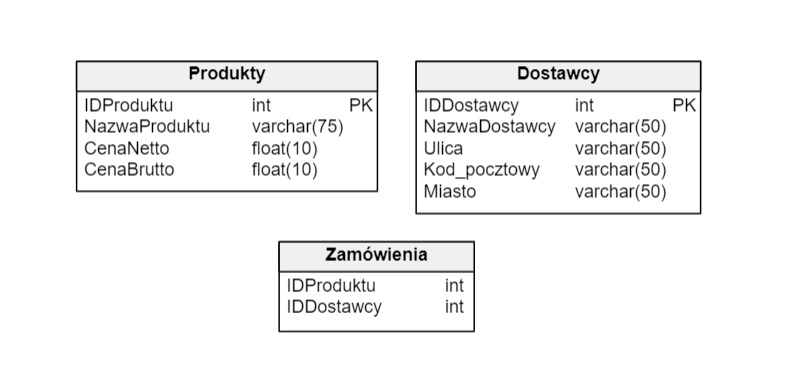 Produkty
IDProduktu int PK
NazwaProduktu varchar(75)
CenaNetto float(10)
CenaBrutto float(10)
Dostawcy
IDDostawcy int PK
NazwaDostawcy varchar(50)
Ulica varchar(50)
Kod_pocztowy varchar(50)
Miasto varchar(50)
Zamówienia
IDProduktu int
IDDostawcy int